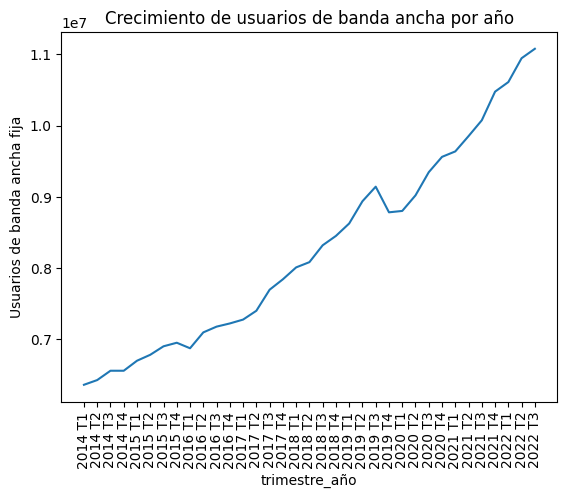 Crecimiento de usuarios de banda ancha por año
1e7
1.1
1.0
0.9
0.8
0.7
Usuarios de banda ancha fija
2014 T1
2014 T2
2014 T3
2014 T4
2015 T1
2015 T2
2015 T3
2015 T4
2016 T1
2016 T2
2016 T3
2016 T4
2017 T1
2017 T2
2017 T3
2017 T4
2018 T1
2018 T2
2018 T3
2018 T4
2019 T1
2019 T2
2019 T3
2019 T4
2020 T1
2020 T2
2020 T3
2020 T4
2021 T1
2021 T2
2021 T3
2021 T4
2022 T1
2022 T2
2022 T3
trimestre_año